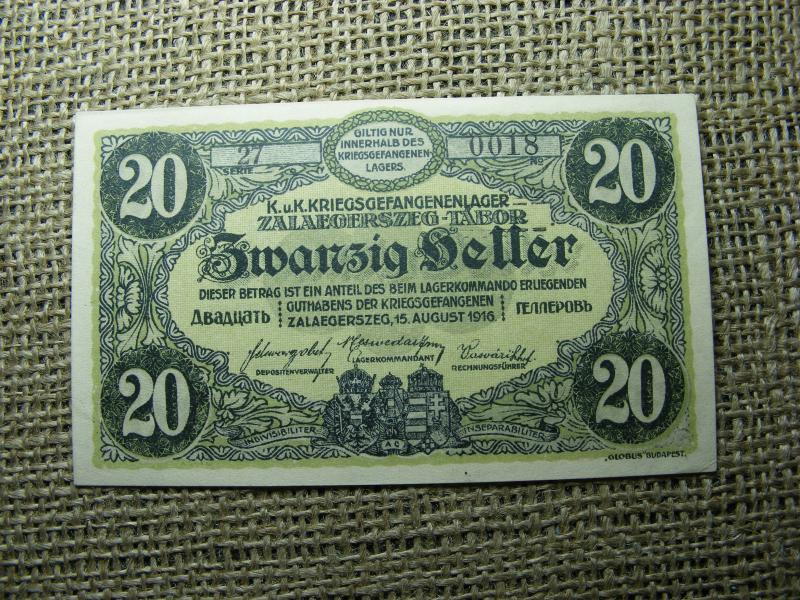 GILTIG NUR
INNERHALB DES
KRIEGSGEFANGENEN-
LAGERS.
27
SERIE
0018
No
20
20
K.u.K. KRIEGSGEFANGENENLAGER
ZALAEGERSZEG-TÁBOR
Zwanzig Heller
DIESER BETRAG IST EIN ANTEIL DES BEIM LAGERKOMMANDO ERLIEGENDEN
GUTHABENS DER KRIEGSGEFANGENEN
Двадцать
Геллеровъ
ZALAEGERSZEG, 15. AUGUST 1916.
DEPOSITENVERWALTER
LAGERKOMMANDANT
RECHNUNGSFÜHRER
20
20
INDIVISIBILITER
AC
INSEPARABILITER
„GLOBUS" BUDAPEST.